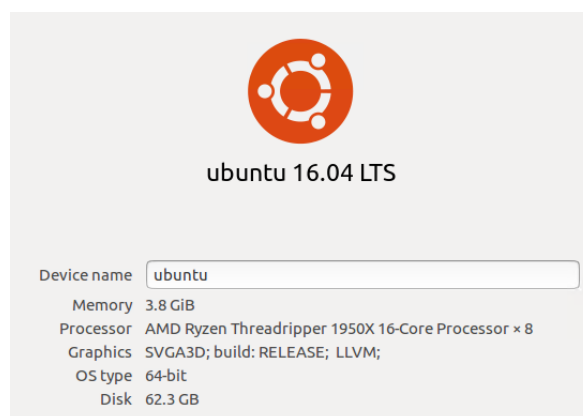 ubuntu 16.04 LTS
Device name ubuntu
Memory 3.8 GiB
Processor AMD Ryzen Threadripper 1950X 16-Core Processor × 8
Graphics SVGA3D; build: RELEASE; LLVM;
OS type 64-bit
Disk 62.3 GB